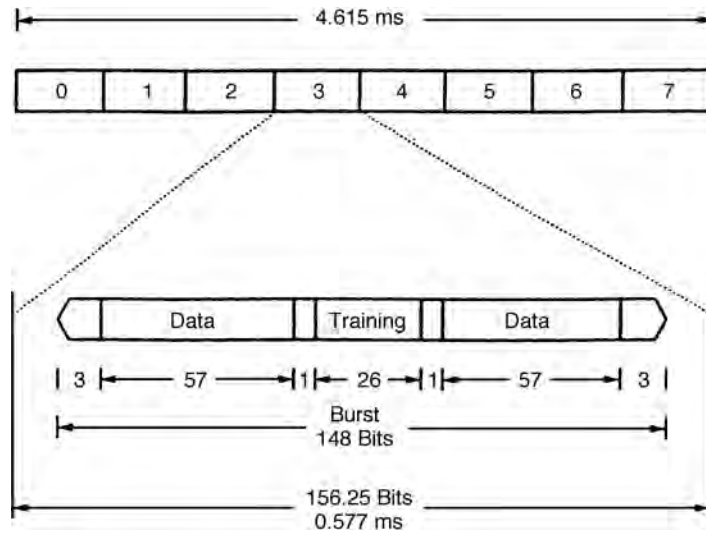 4.615 ms
0 1 2 3 4 5 6 7
Data Training Data
3 57 1 26 1 57 3
Burst
148 Bits
156.25 Bits
0.577 ms